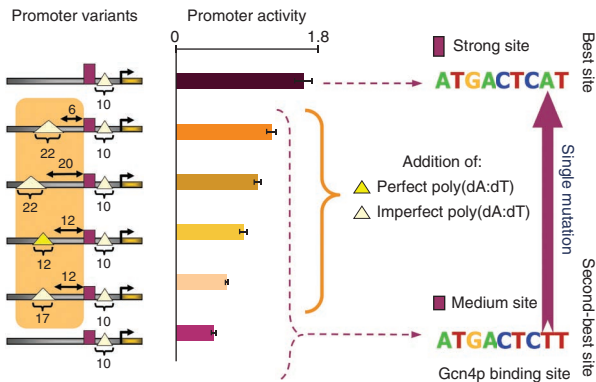 Promoter variants
Promoter activity
0
1.8
10
6
22
10
20
22
10
12
12
10
12
17
10
10
Strong site
ATGACTCAT
Best site
Addition of:
Perfect poly(dA:dT)
Imperfect poly(dA:dT)
Single mutation
Second-best site
Medium site
ATGACTCTT
Gcn4p binding site